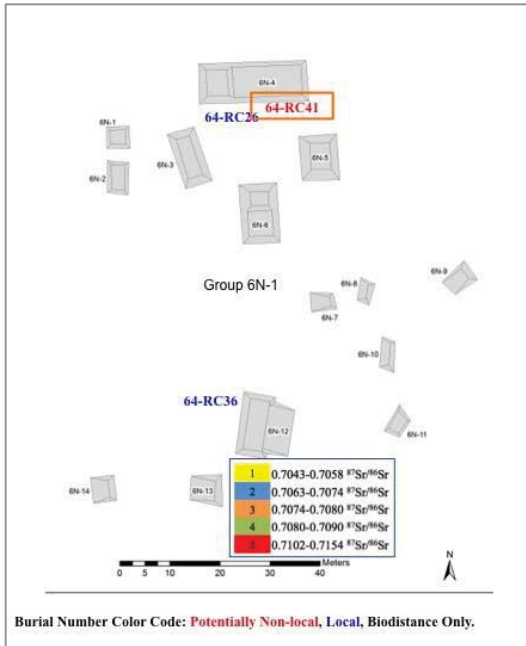 6N-4
64-RC41
64-RC26
6N-1
6N-3
6N-5
6N-2
6N-6
6N-9
Group 6N-1
6N-8
6N-7
6N-10
64-RC36
6N-11
6N-12
1 0.7043-0.7058 ⁸⁷Sr/⁸⁶Sr
2 0.7063-0.7074 ⁸⁷Sr/⁸⁶Sr
3 0.7074-0.7080 ⁸⁷Sr/⁸⁶Sr
4 0.7080-0.7090 ⁸⁷Sr/⁸⁶Sr
5 0.7102-0.7154 ⁸⁷Sr/⁸⁶Sr
6N-14
6N-13
Meters
0 5 10 20 30 40
N
Burial Number Color Code: Potentially Non-local, Local, Biodistance Only.